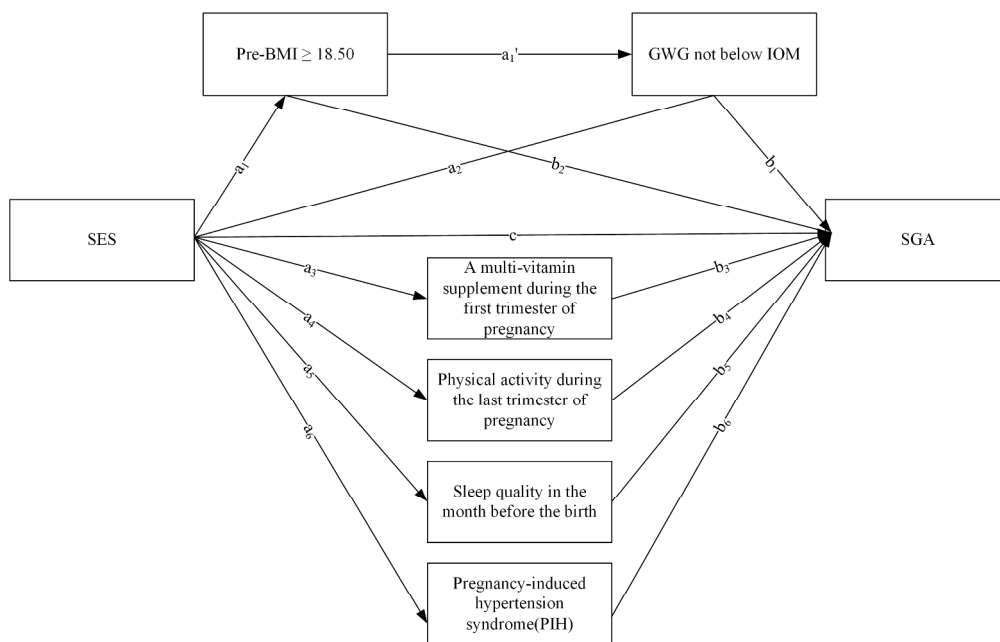 Pre-BMI ≥ 18.50
a₁'
GWG not below IOM
a₁
a₂
b₂
b₁
SES
c
SGA
a₃
A multi-vitamin
supplement during the
first trimester of
pregnancy
b₃
a₄
Physical activity during
the last trimester of
pregnancy
b₄
a₅
Sleep quality in the
month before the birth
b₅
a₆
Pregnancy-induced
hypertension
syndrome(PIH)
b₆